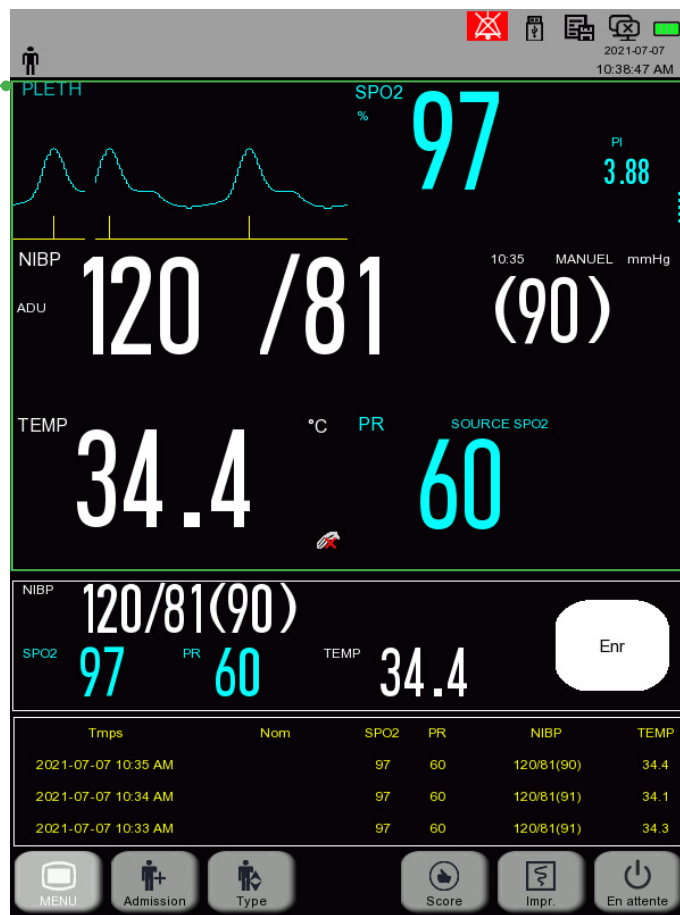 2021-07-07
10:38:47 AM
PLETH
SPO2
%
97
PI
3.88
NIBP
ADU
120 /81
10:35 MANUEL mmHg
(90)
TEMP
°C
34.4
PR
SOURCE SPO2
60
NIBP
120/81(90)
SPO2 97 PR 60 TEMP 34.4
Enr
Tmps Nom SPO2 PR NIBP TEMP
2021-07-07 10:35 AM 97 60 120/81(90) 34.4
2021-07-07 10:34 AM 97 60 120/81(91) 34.1
2021-07-07 10:33 AM 97 60 120/81(91) 34.3
MENU Admission Type Score Impr. En attente